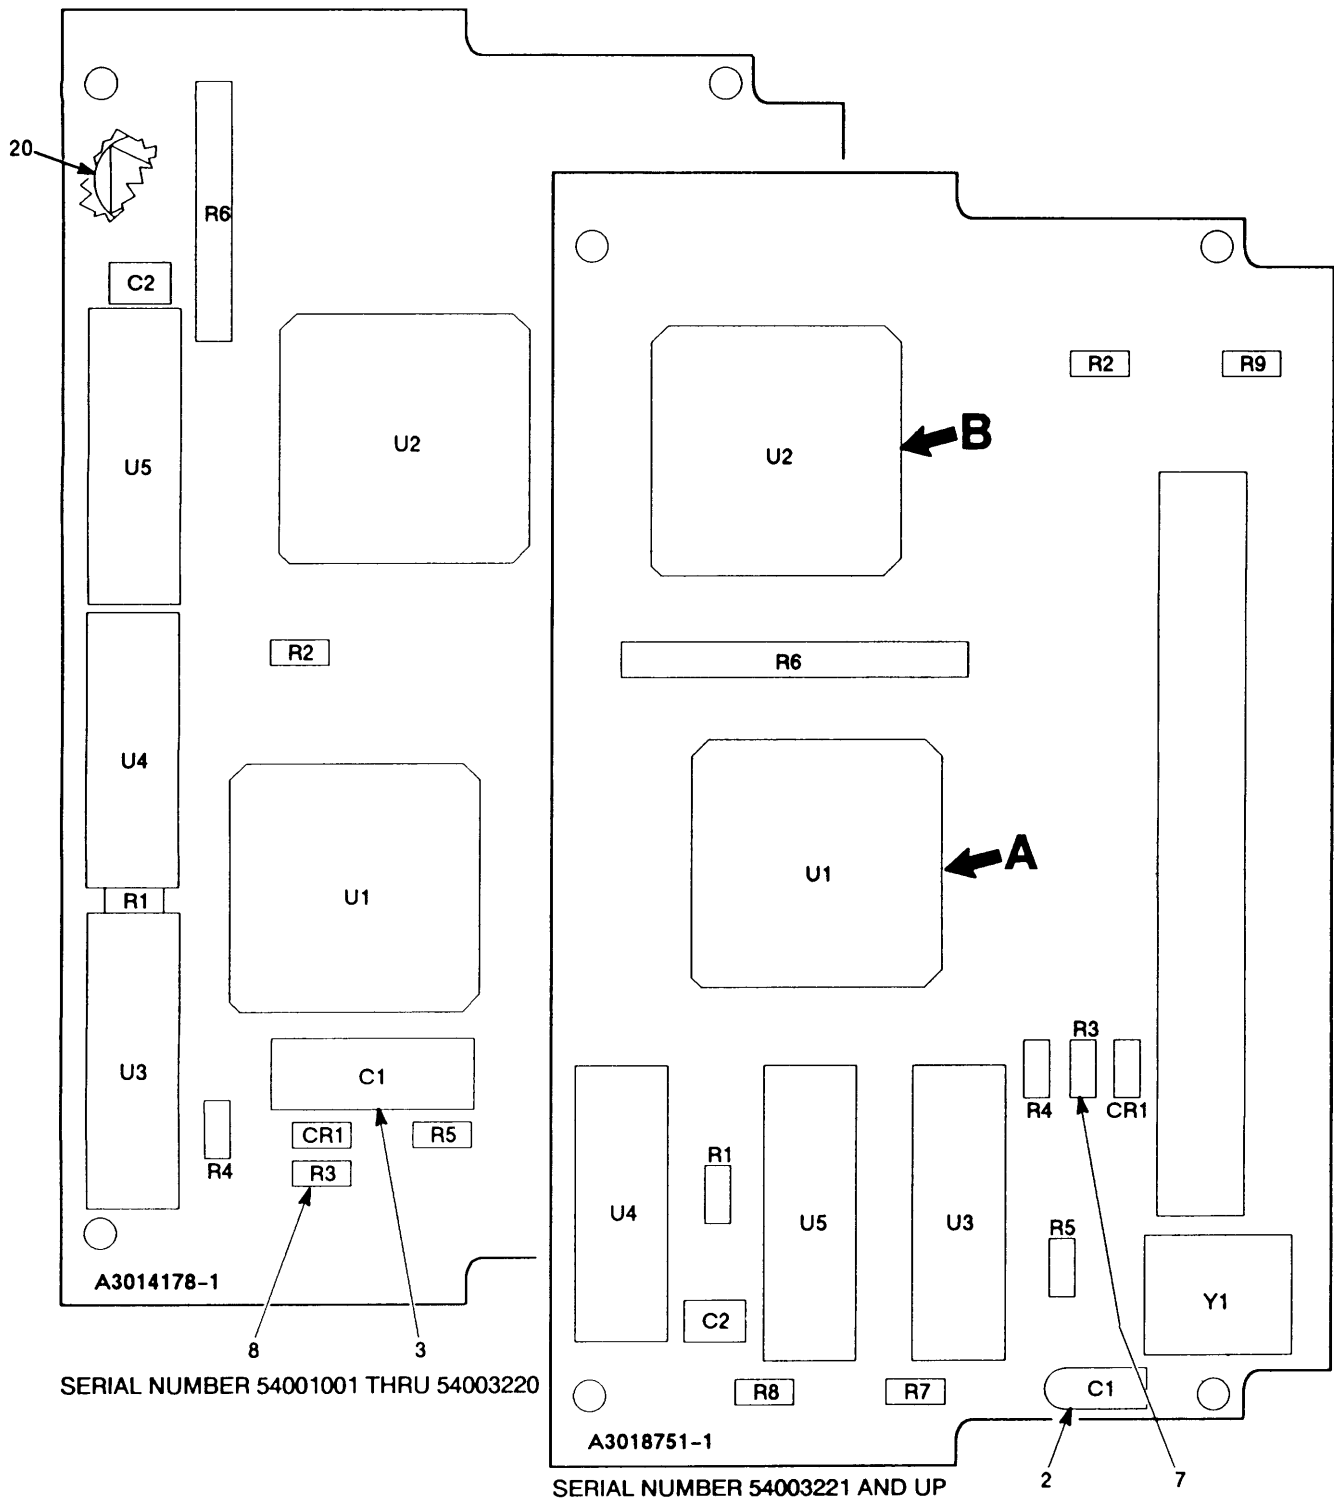 20
R6
C2
U5
U2
R2
U4
U1
R1
U3
C1
CR1
R5
R4
R3
A3014178-1
8
3
SERIAL NUMBER 54001001 THRU 54003220
R2
R9
B
U2
R6
A
U1
R3
R4
CR1
R1
U4
U5
U3
R5
Y1
C2
C1
R8
R7
A3018751-1
2
7
SERIAL NUMBER 54003221 AND UP